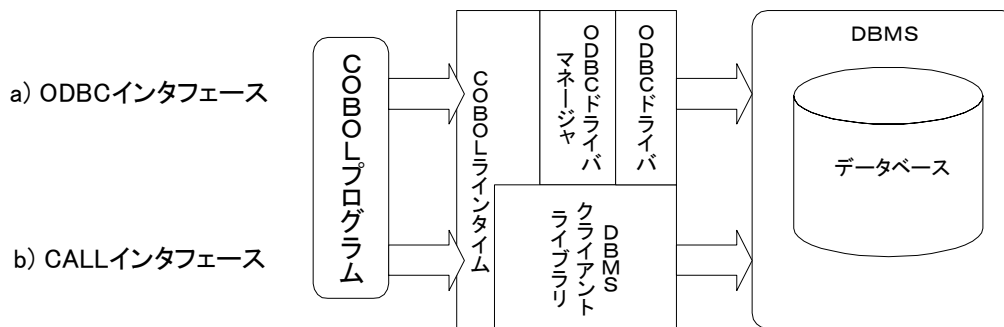 a) ODBCインタフェース
b) CALLインタフェース
COBOLプログラム
COBOLラインタイム
ODBCドライバ
マネージャ
ODBCドライバ
DBMS
クライアント
ライブラリ
DBMS
データベース